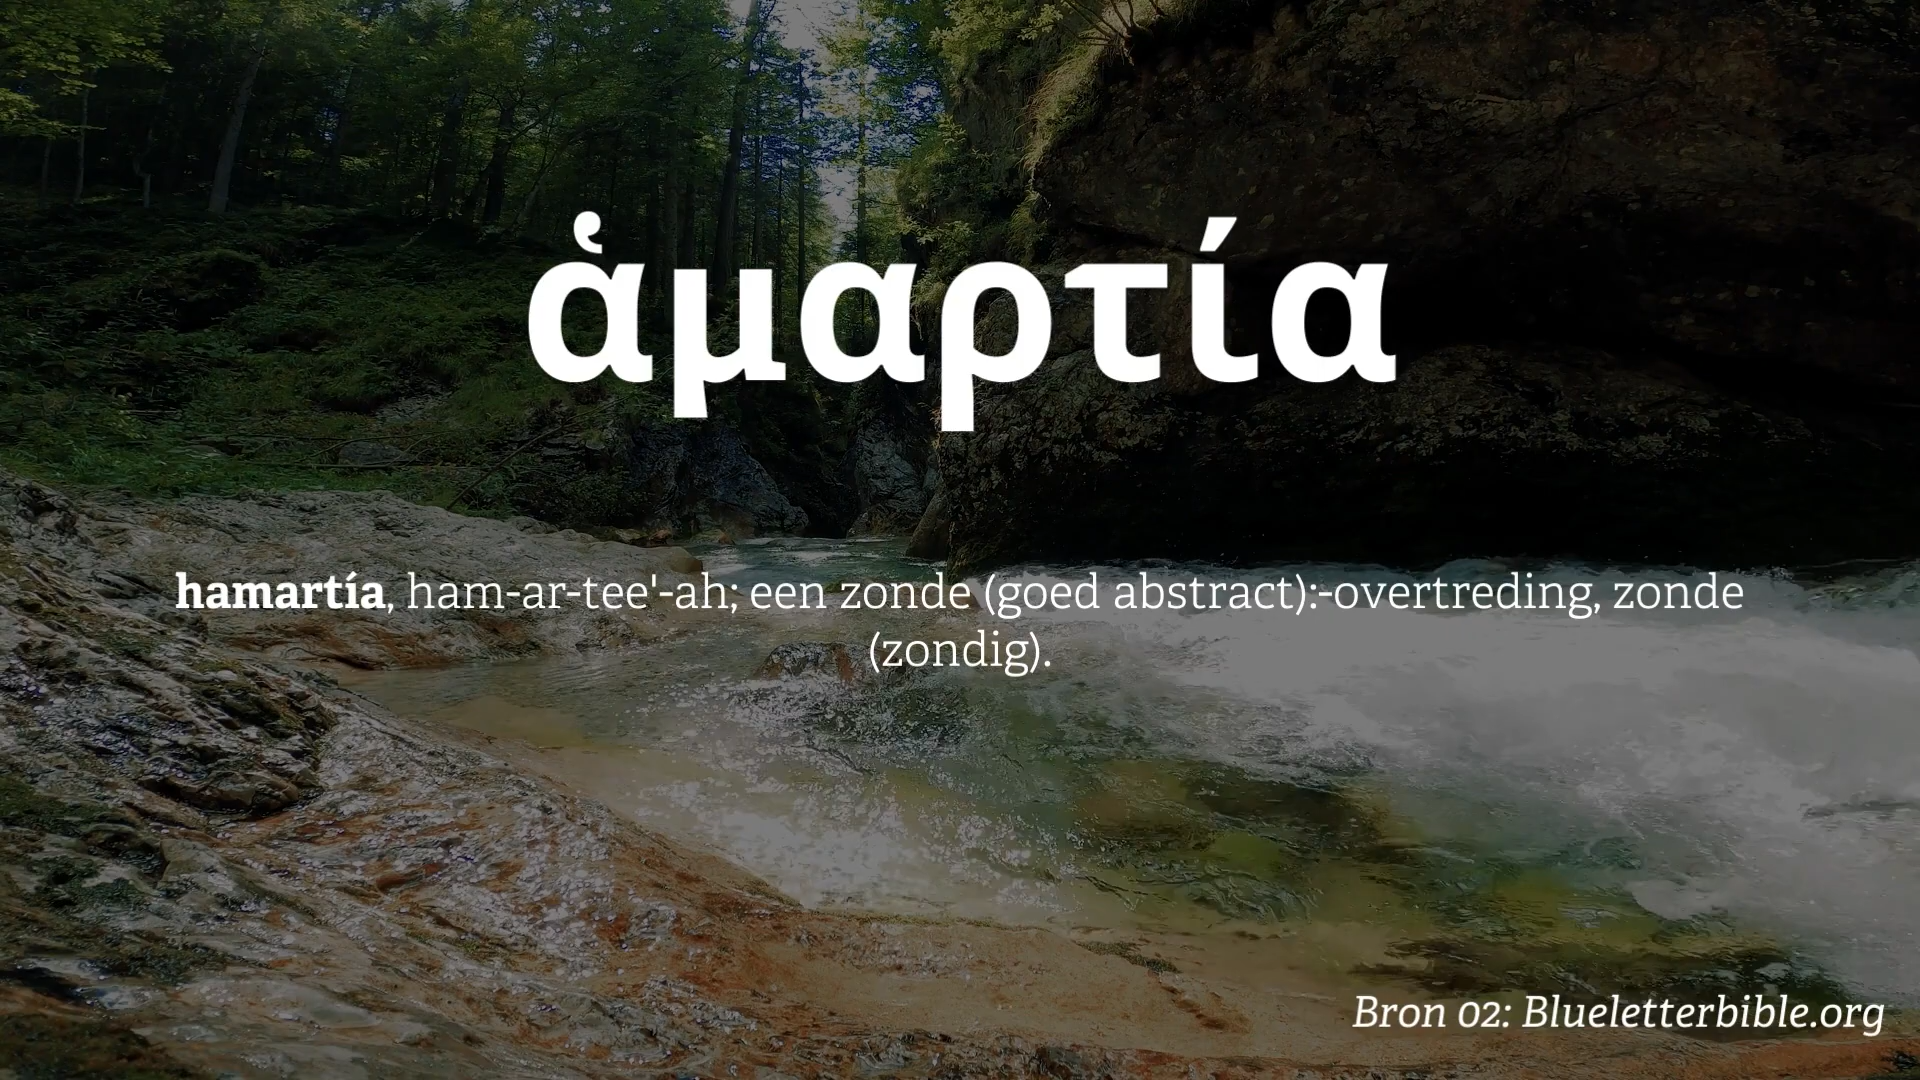 ἁμαρτία
hamartía, ham-ar-tee'-ah; een zonde (goed abstract):-overtreding, zonde
(zondig).
Bron 02: Blueletterbible.org